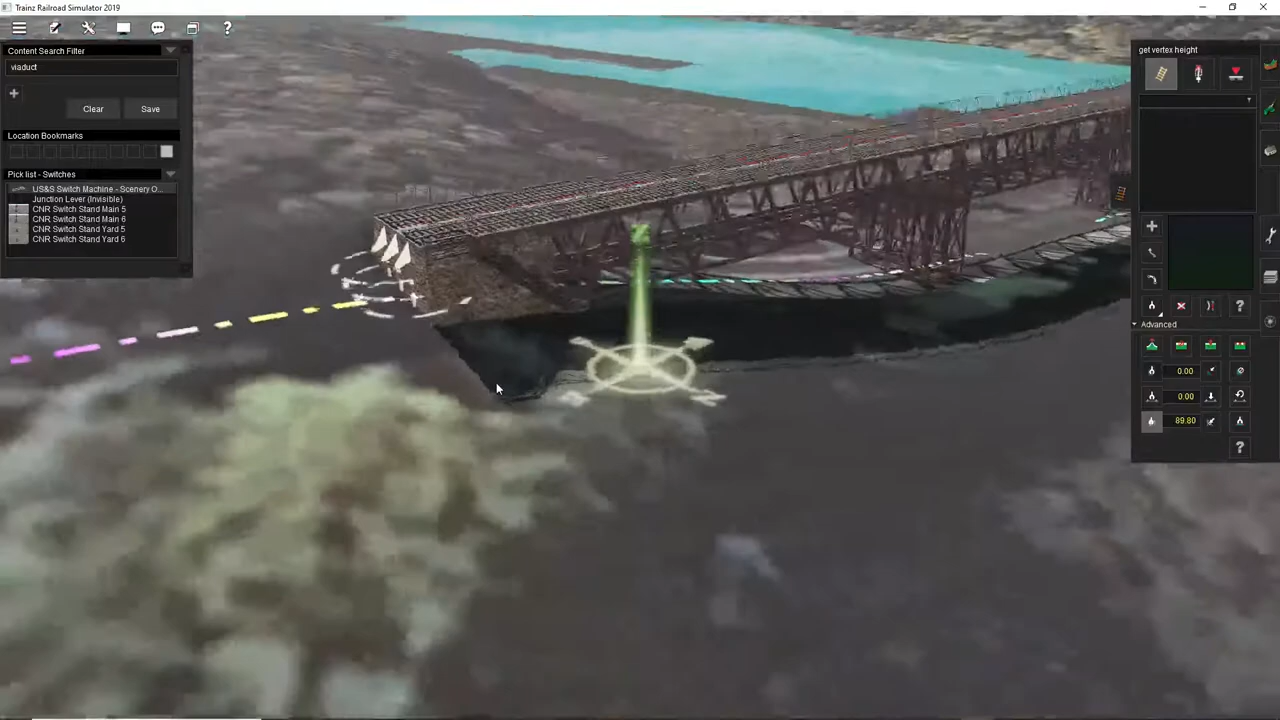 Trainz Railroad Simulator 2019
Content Search Filter
viaduct
Clear Save
Location Bookmarks
Pick list - Switches
US&S Switch Machine - Scenery O...
Junction Lever (Invisible)
CNR Switch Stand Main 5
CNR Switch Stand Main 6
CNR Switch Stand Yard 5
CNR Switch Stand Yard 6
get vertex height
Advanced
0.00
0.00
89.80